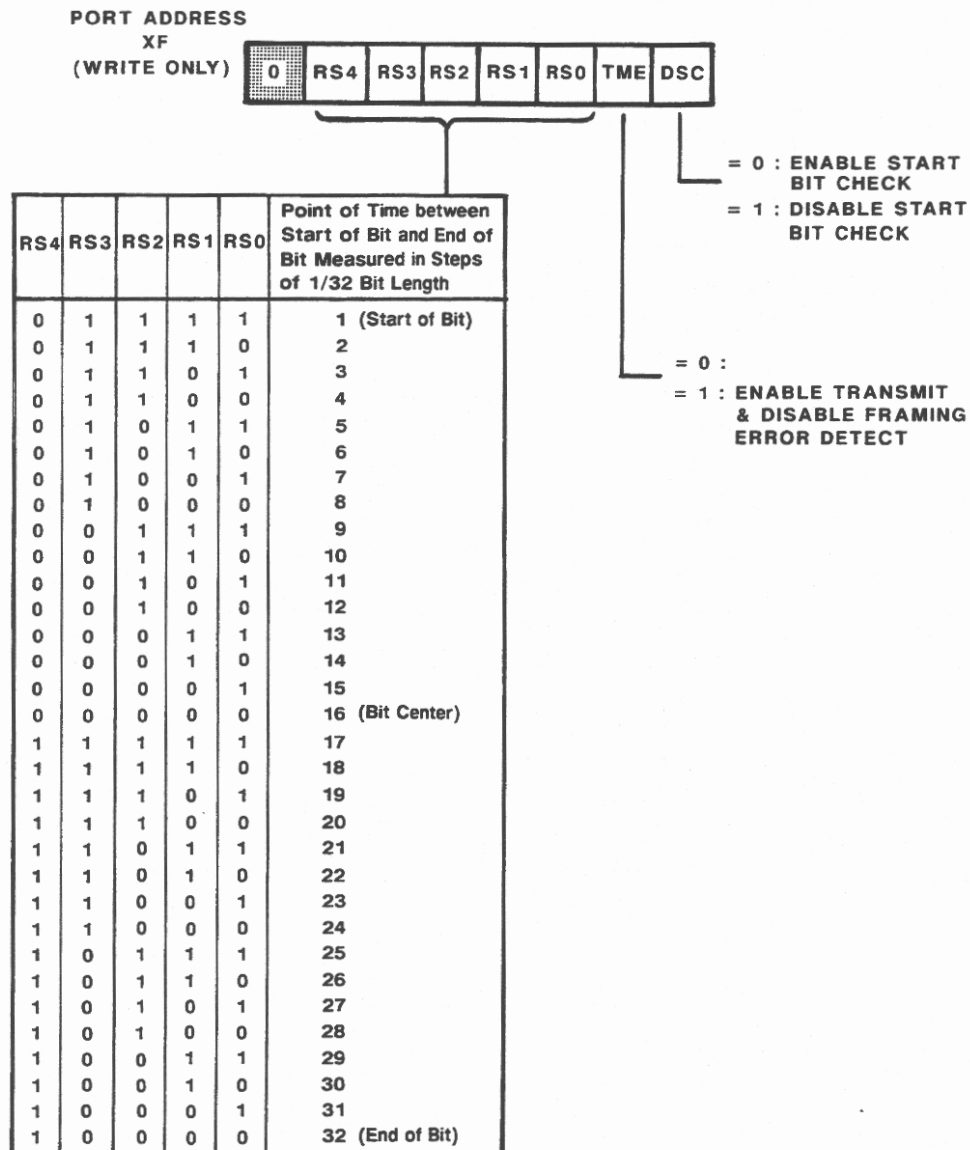 PORT ADDRESS
XF
(WRITE ONLY)
0 RS4 RS3 RS2 RS1 RS0 TME DSC
= 0 : ENABLE START
BIT CHECK
= 1 : DISABLE START
BIT CHECK
= 0 :
= 1 : ENABLE TRANSMIT
& DISABLE FRAMING
ERROR DETECT
RS4 RS3 RS2 RS1 RS0 Point of Time between
Start of Bit and End of
Bit Measured in Steps
of 1/32 Bit Length
0 1 1 1 1 1 (Start of Bit)
0 1 1 1 0 2
0 1 1 0 1 3
0 1 1 0 0 4
0 1 0 1 1 5
0 1 0 1 0 6
0 1 0 0 1 7
0 1 0 0 0 8
0 0 1 1 1 9
0 0 1 1 0 10
0 0 1 0 1 11
0 0 1 0 0 12
0 0 0 1 1 13
0 0 0 1 0 14
0 0 0 0 1 15
0 0 0 0 0 16 (Bit Center)
1 1 1 1 1 17
1 1 1 1 0 18
1 1 1 0 1 19
1 1 1 0 0 20
1 1 0 1 1 21
1 1 0 1 0 22
1 1 0 0 1 23
1 1 0 0 0 24
1 0 1 1 1 25
1 0 1 1 0 26
1 0 1 0 1 27
1 0 1 0 0 28
1 0 0 1 1 29
1 0 0 1 0 30
1 0 0 0 1 31
1 0 0 0 0 32 (End of Bit)